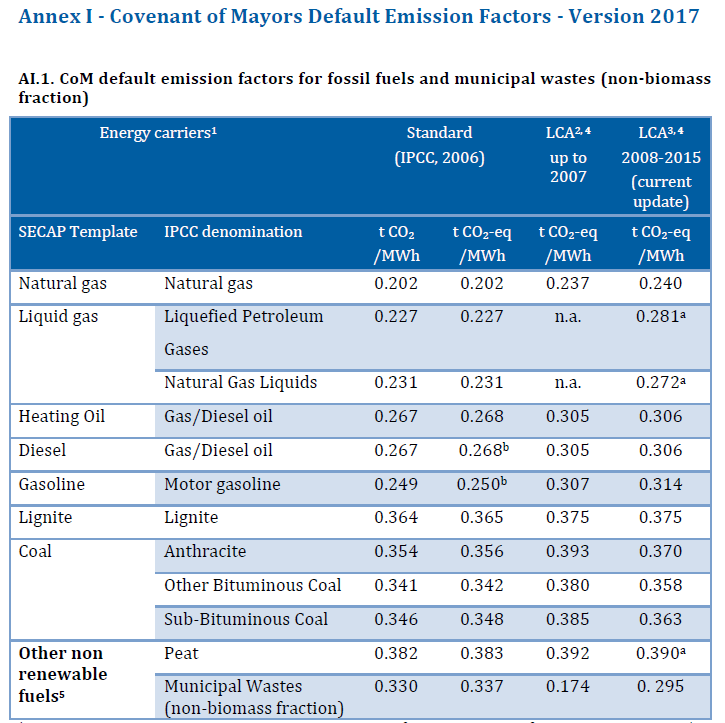 Annex I - Covenant of Mayors Default Emission Factors - Version 2017
AI.1. CoM default emission factors for fossil fuels and municipal wastes (non-biomass
fraction)
Energy carriers¹ Standard LCA²,⁴ LCA³,⁴
(IPCC, 2006) up to 2008-2015
2007 (current
update)
SECAP Template IPCC denomination t CO₂ t CO₂-eq t CO₂-eq t CO₂-eq
/MWh /MWh /MWh /MWh
Natural gas Natural gas 0.202 0.202 0.237 0.240
Liquid gas Liquefied Petroleum 0.227 0.227 n.a. 0.281ᵃ
Gases
Natural Gas Liquids 0.231 0.231 n.a. 0.272ᵃ
Heating Oil Gas/Diesel oil 0.267 0.268 0.305 0.306
Diesel Gas/Diesel oil 0.267 0.268ᵇ 0.305 0.306
Gasoline Motor gasoline 0.249 0.250ᵇ 0.307 0.314
Lignite Lignite 0.364 0.365 0.375 0.375
Coal Anthracite 0.354 0.356 0.393 0.370
Other Bituminous Coal 0.341 0.342 0.380 0.358
Sub-Bituminous Coal 0.346 0.348 0.385 0.363
Other non Peat 0.382 0.383 0.392 0.390ᵃ
renewable
fuels⁵ Municipal Wastes 0.330 0.337 0.174 0. 295
(non-biomass fraction)